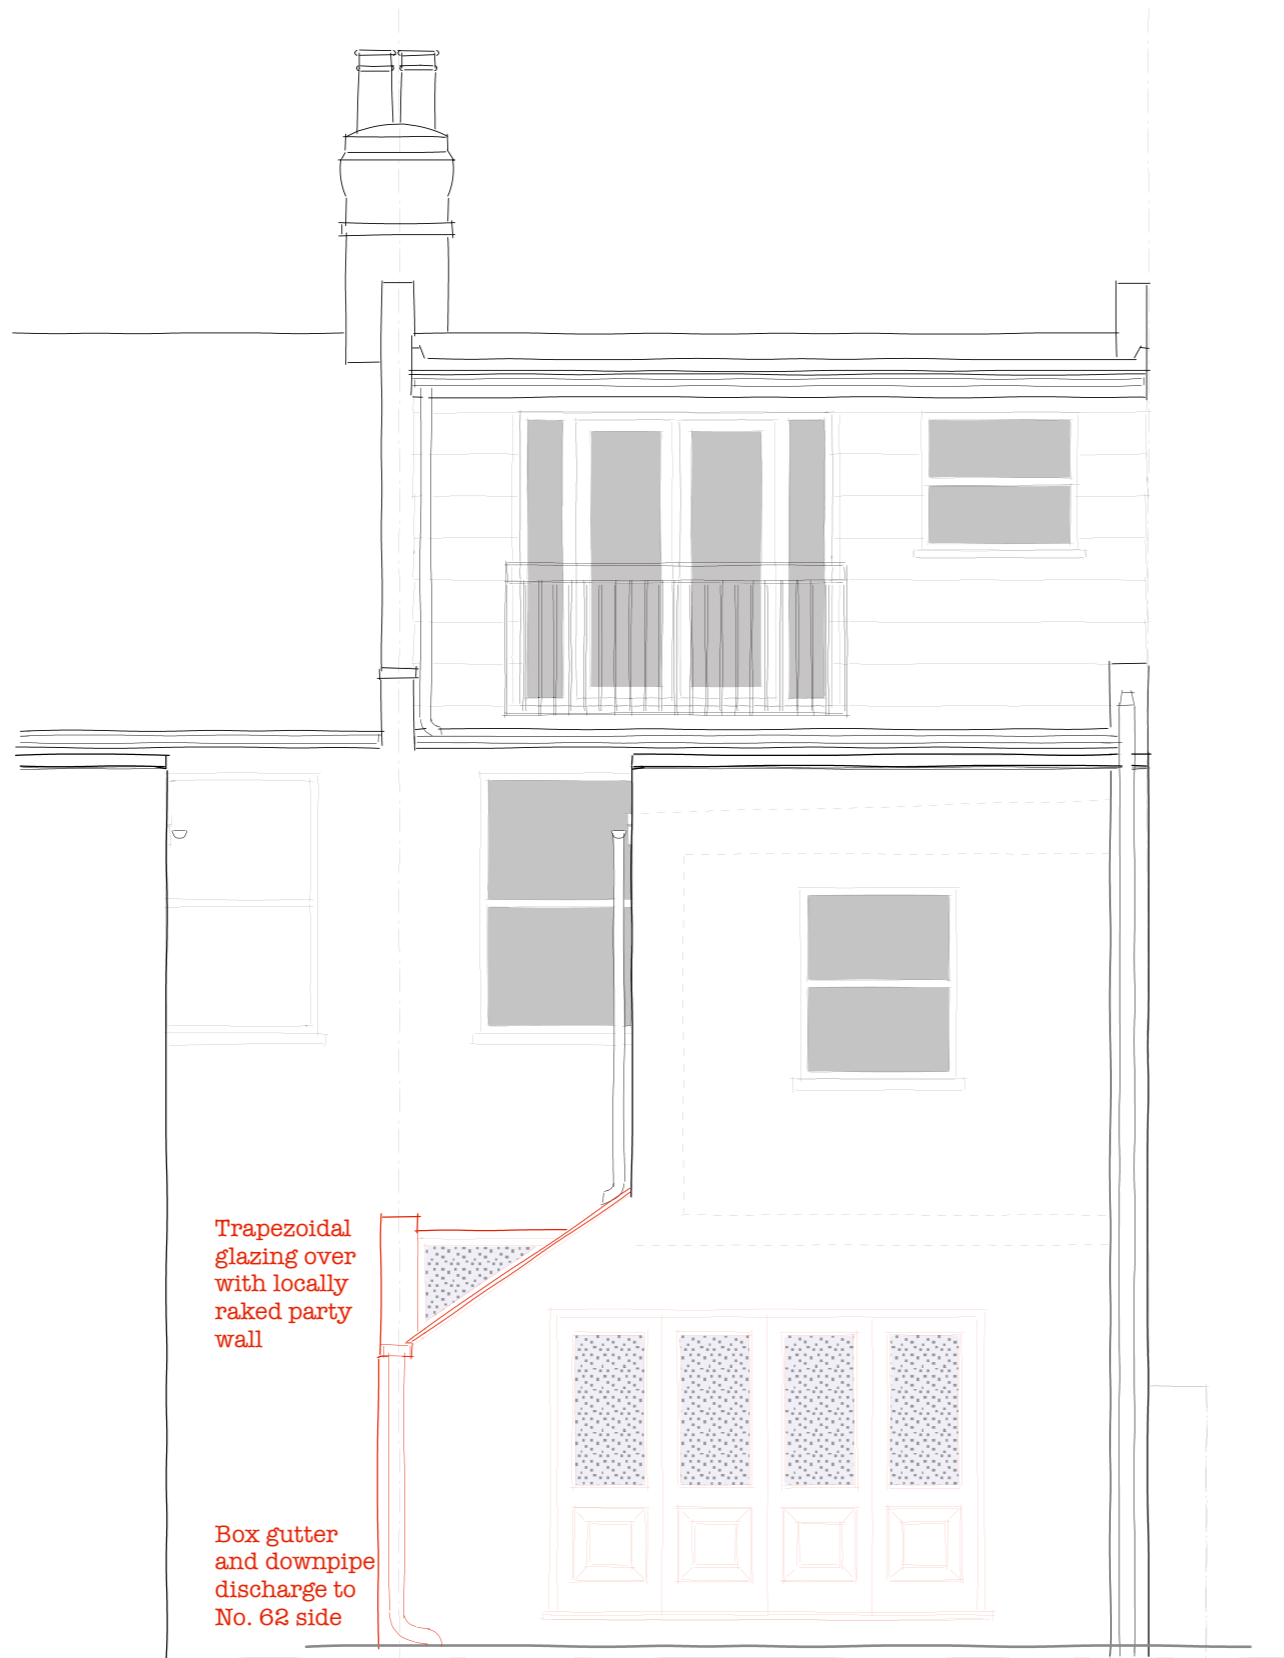 Trapezoidal
glazing over
with locally
raked party
wall
Box gutter
and downpipe
discharge to
No. 62 side